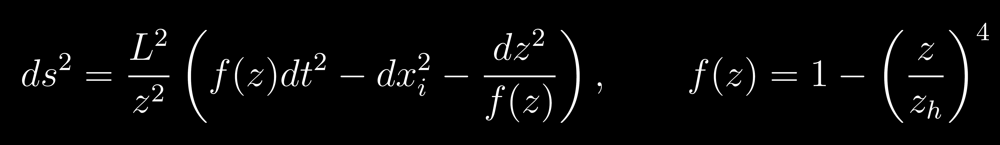 ds^2 = \frac{L^2}{z^2} \left( f(z)dt^2 - dx_i^2 - \frac{dz^2}{f(z)} \right) , \qquad f(z) = 1 - \left( \frac{z}{z_h} \right)^4